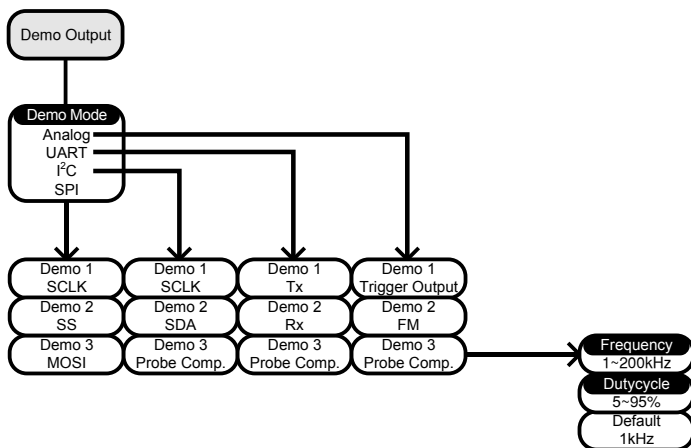 Demo Output
Demo Mode
Analog
UART
I²C
SPI
Demo 1
SCLK
Demo 2
SS
Demo 3
MOSI
Demo 1
SCLK
Demo 2
SDA
Demo 3
Probe Comp.
Demo 1
Tx
Demo 2
Rx
Demo 3
Probe Comp.
Demo 1
Trigger Output
Demo 2
FM
Demo 3
Probe Comp.
Frequency
1~200kHz
Dutycycle
5~95%
Default
1kHz